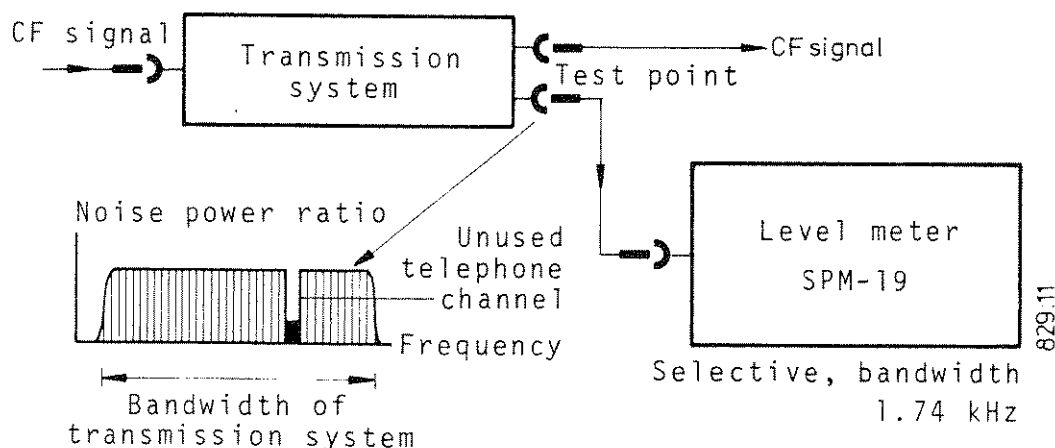 CF signal
Transmission
system
CF signal
Test point
Noise power ratio
Unused
telephone
channel
Frequency
Bandwidth of
transmission system
Level meter
SPM-19
Selective, bandwidth
1.74 kHz
829.11